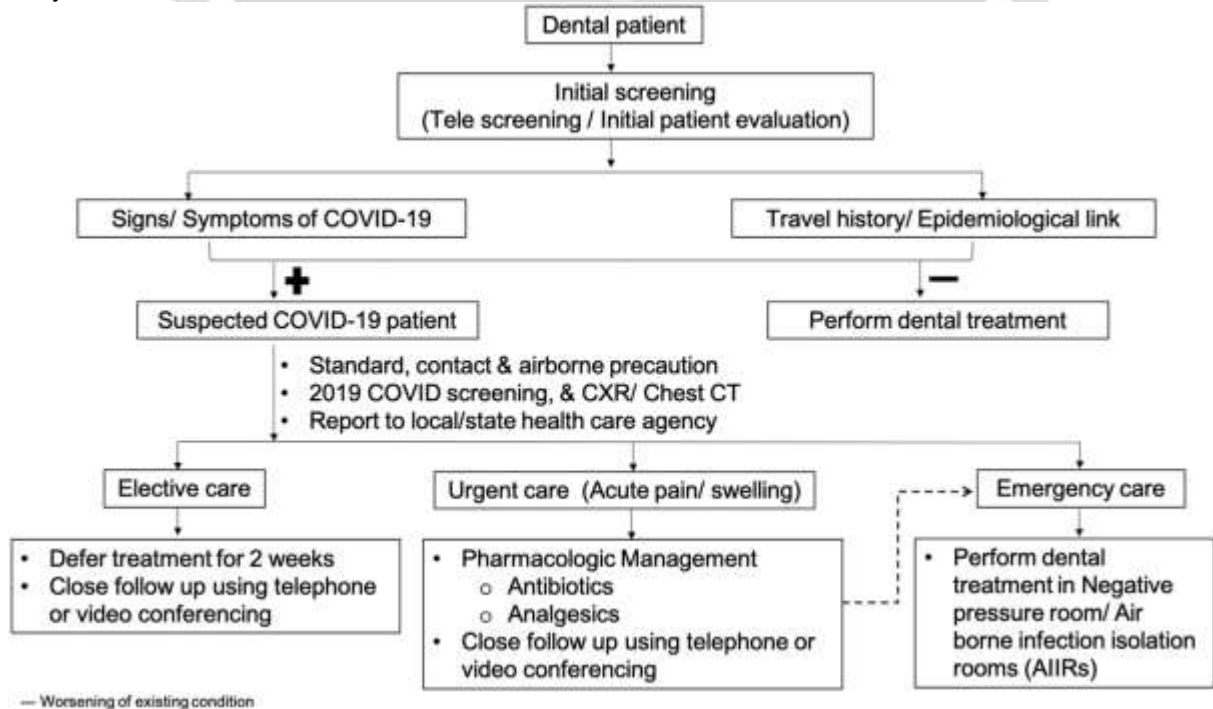 Dental patient
Initial screening
(Tele screening / Initial patient evaluation)
Signs/ Symptoms of COVID-19
Travel history/ Epidemiological link
+
−
Suspected COVID-19 patient
Perform dental treatment
• Standard, contact & airborne precaution
• 2019 COVID screening, & CXR/ Chest CT
• Report to local/state health care agency
Elective care
Urgent care (Acute pain/ swelling)
Emergency care
• Defer treatment for 2 weeks
• Close follow up using telephone
or video conferencing
• Pharmacologic Management
o Antibiotics
o Analgesics
• Close follow up using telephone or
video conferencing
• Perform dental
treatment in Negative
pressure room/ Air
borne infection isolation
rooms (AIIRs)
--- Worsening of existing condition